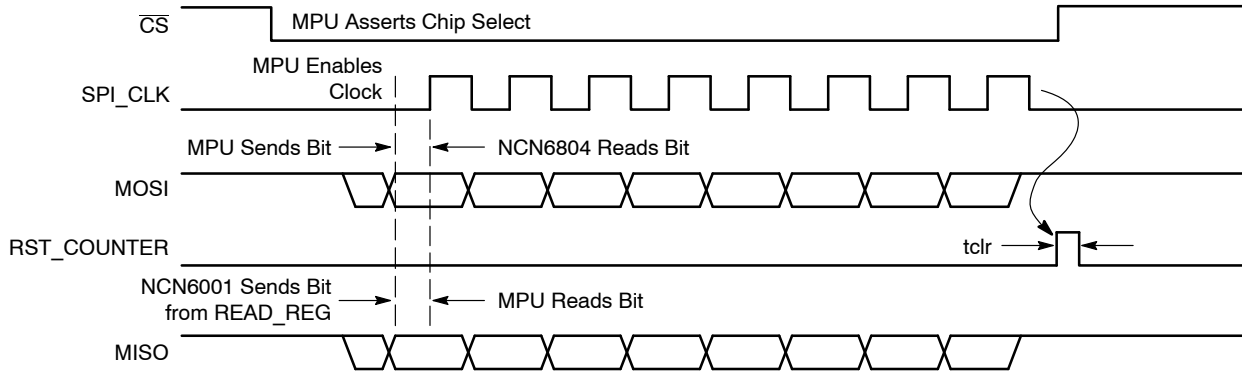 CS
MPU Asserts Chip Select
MPU Enables
Clock
SPI_CLK
MPU Sends Bit
NCN6804 Reads Bit
MOSI
RST_COUNTER
tclr
NCN6001 Sends Bit
from READ_REG
MPU Reads Bit
MISO